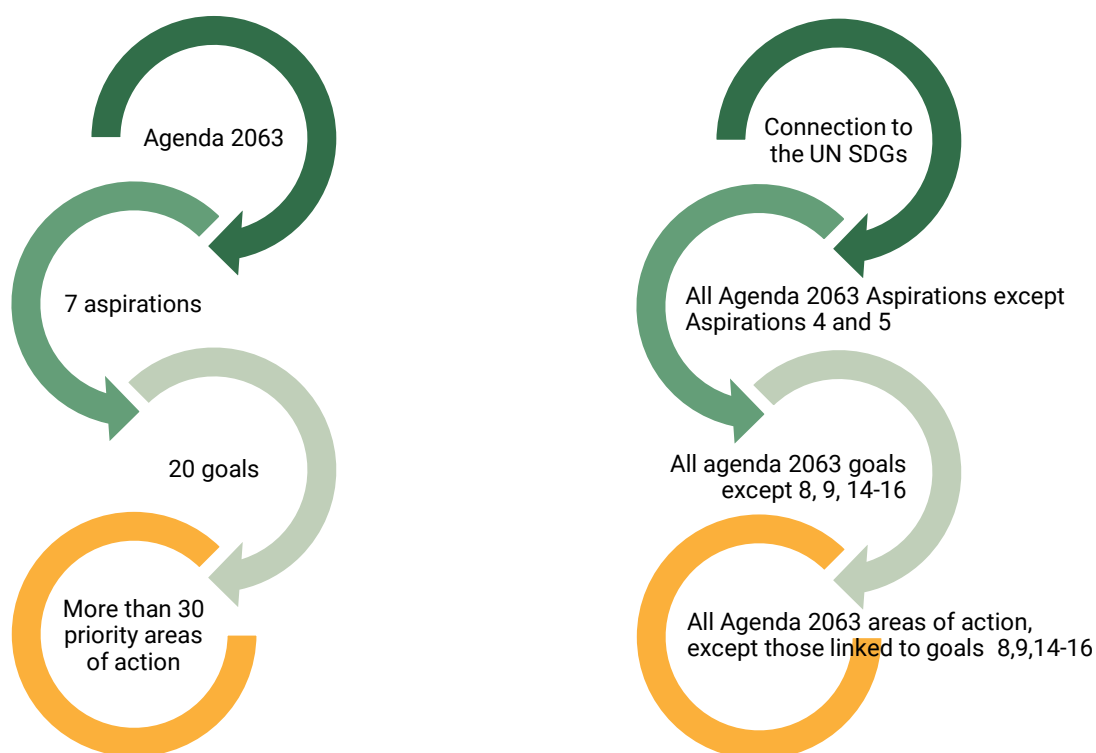 Agenda 2063
7 aspirations
20 goals
More than 30
priority areas
of action
Connection to
the UN SDGs
All Agenda 2063 Aspirations except
Aspirations 4 and 5
All agenda 2063 goals
except 8, 9, 14-16
All Agenda 2063 areas of action,
except those linked to goals 8,9,14-16